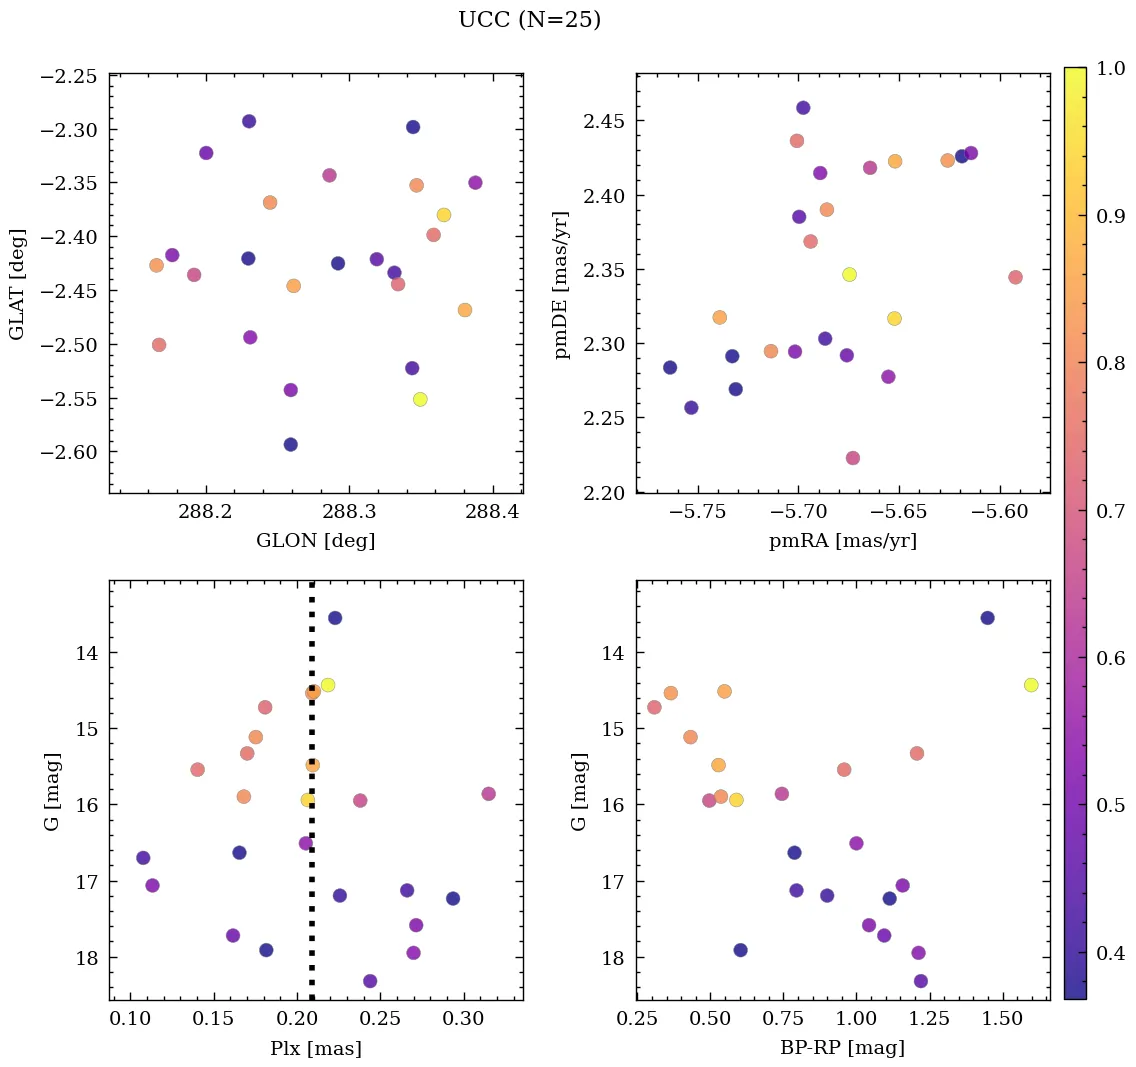 UCC (N=25)
−2.25
−2.30
−2.35
−2.40
−2.45
−2.50
−2.55
−2.60
GLAT [deg]
288.2 288.3 288.4
GLON [deg]
2.45
2.40
2.35
2.30
2.25
2.20
pmDE [mas/yr]
−5.75 −5.70 −5.65 −5.60
pmRA [mas/yr]
14
15
16
17
18
G [mag]
0.10 0.15 0.20 0.25 0.30
Plx [mas]
14
15
16
17
18
G [mag]
0.25 0.50 0.75 1.00 1.25 1.50
BP-RP [mag]
1.0
0.9
0.8
0.7
0.6
0.5
0.4